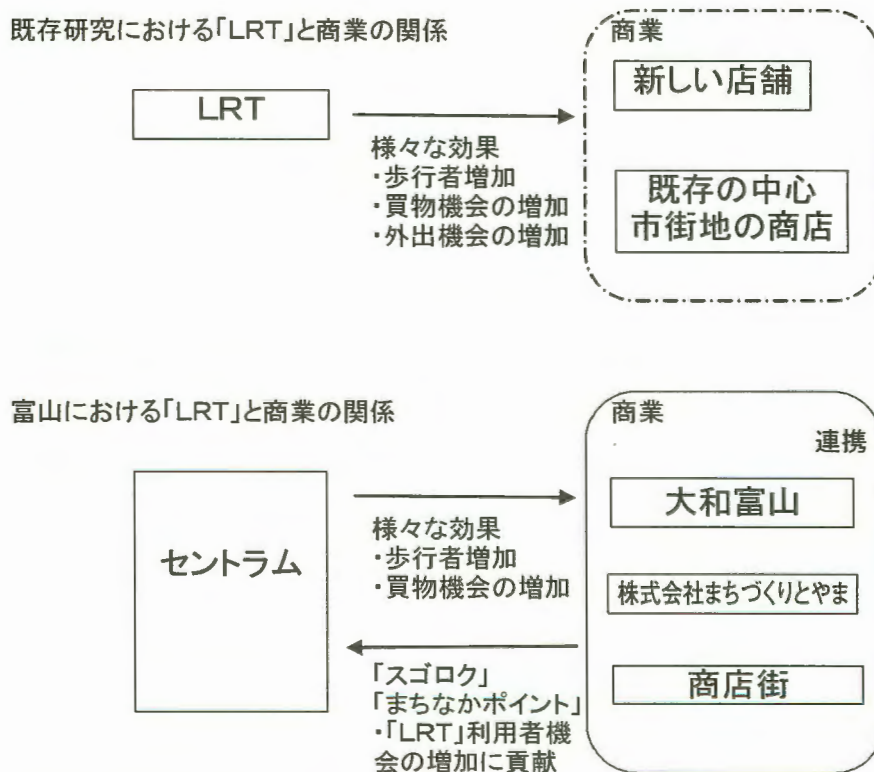 既存研究における「LRT」と商業の関係
LRT
様々な効果
・歩行者増加
・買物機会の増加
・外出機会の増加
商業
新しい店舗
既存の中心
市街地の商店
富山における「LRT」と商業の関係
セントラム
様々な効果
・歩行者増加
・買物機会の増加
「スゴロク」
「まちなかポイント」
・「LRT」利用者機
会の増加に貢献
商業
連携
大和富山
株式会社まちづくりとやま
商店街